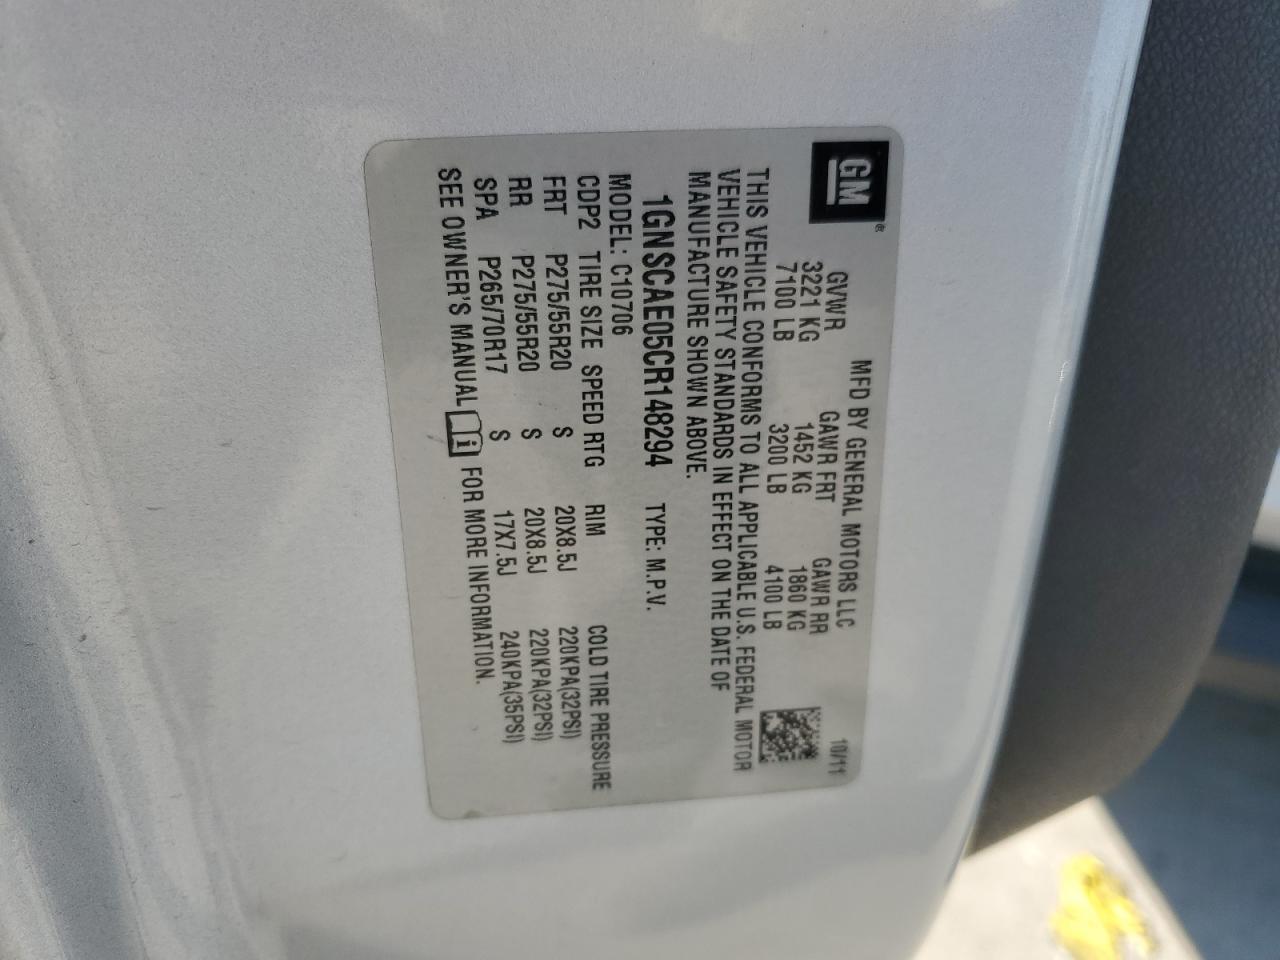 GM
MFD BY GENERAL MOTORS LLC 10/11
GVWR GAWR FRT GAWR RR
3221 KG 1452 KG 1860 KG
7100 LB 3200 LB 4100 LB
THIS VEHICLE CONFORMS TO ALL APPLICABLE U.S. FEDERAL MOTOR
VEHICLE SAFETY STANDARDS IN EFFECT ON THE DATE OF
MANUFACTURE SHOWN ABOVE.
1GNSCAE05CR148294 TYPE: M.P.V.
MODEL: C10706
CDP2 TIRE SIZE SPEED RTG RIM COLD TIRE PRESSURE
FRT P275/55R20 S 20X8.5J 220KPA(32PSI)
RR P275/55R20 S 20X8.5J 220KPA(32PSI)
SPA P265/70R17 S 17X7.5J 240KPA(35PSI)
SEE OWNER'S MANUAL i FOR MORE INFORMATION.